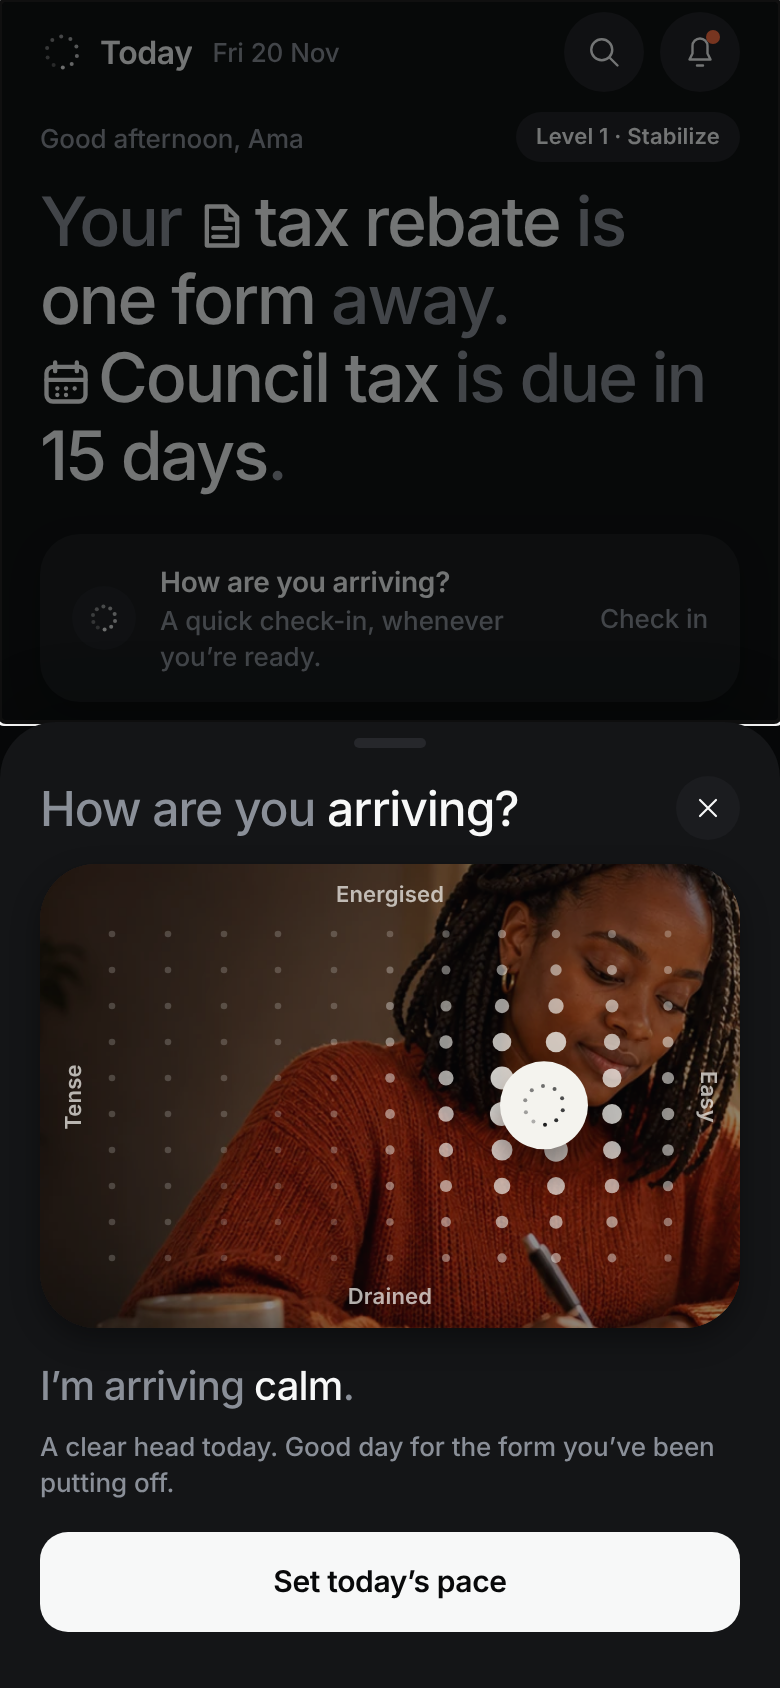 Today Fri 20 Nov
Good afternoon, Ama
Level 1 · Stabilize
Your tax rebate is
one form away.
Council tax is due in
15 days.
How are you arriving?
A quick check-in, whenever
you’re ready.
Check in
How are you arriving?
Energised
Tense
Easy
Drained
I’m arriving calm.
A clear head today. Good day for the form you’ve been
putting off.
Set today’s pace